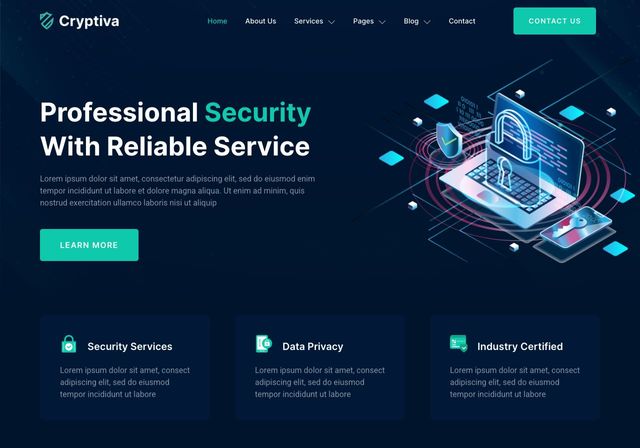 Cryptiva
Home About Us Services Pages Blog Contact
CONTACT US
Professional Security
With Reliable Service
Lorem ipsum dolor sit amet, consectetur adipiscing elit, sed do eiusmod enim
tempor incididunt ut labore et dolore magna aliqua. Ut enim ad minim, quis
nostrud exercitation ullamco laboris nisi ut aliquip
LEARN MORE
Security Services
Lorem ipsum dolor sit amet, consect
adipiscing elit, sed do eiusmod
tempor incididunt ut labore
Data Privacy
Lorem ipsum dolor sit amet, consect
adipiscing elit, sed do eiusmod
tempor incididunt ut labore
Industry Certified
Lorem ipsum dolor sit amet, consect
adipiscing elit, sed do eiusmod
tempor incididunt ut labore